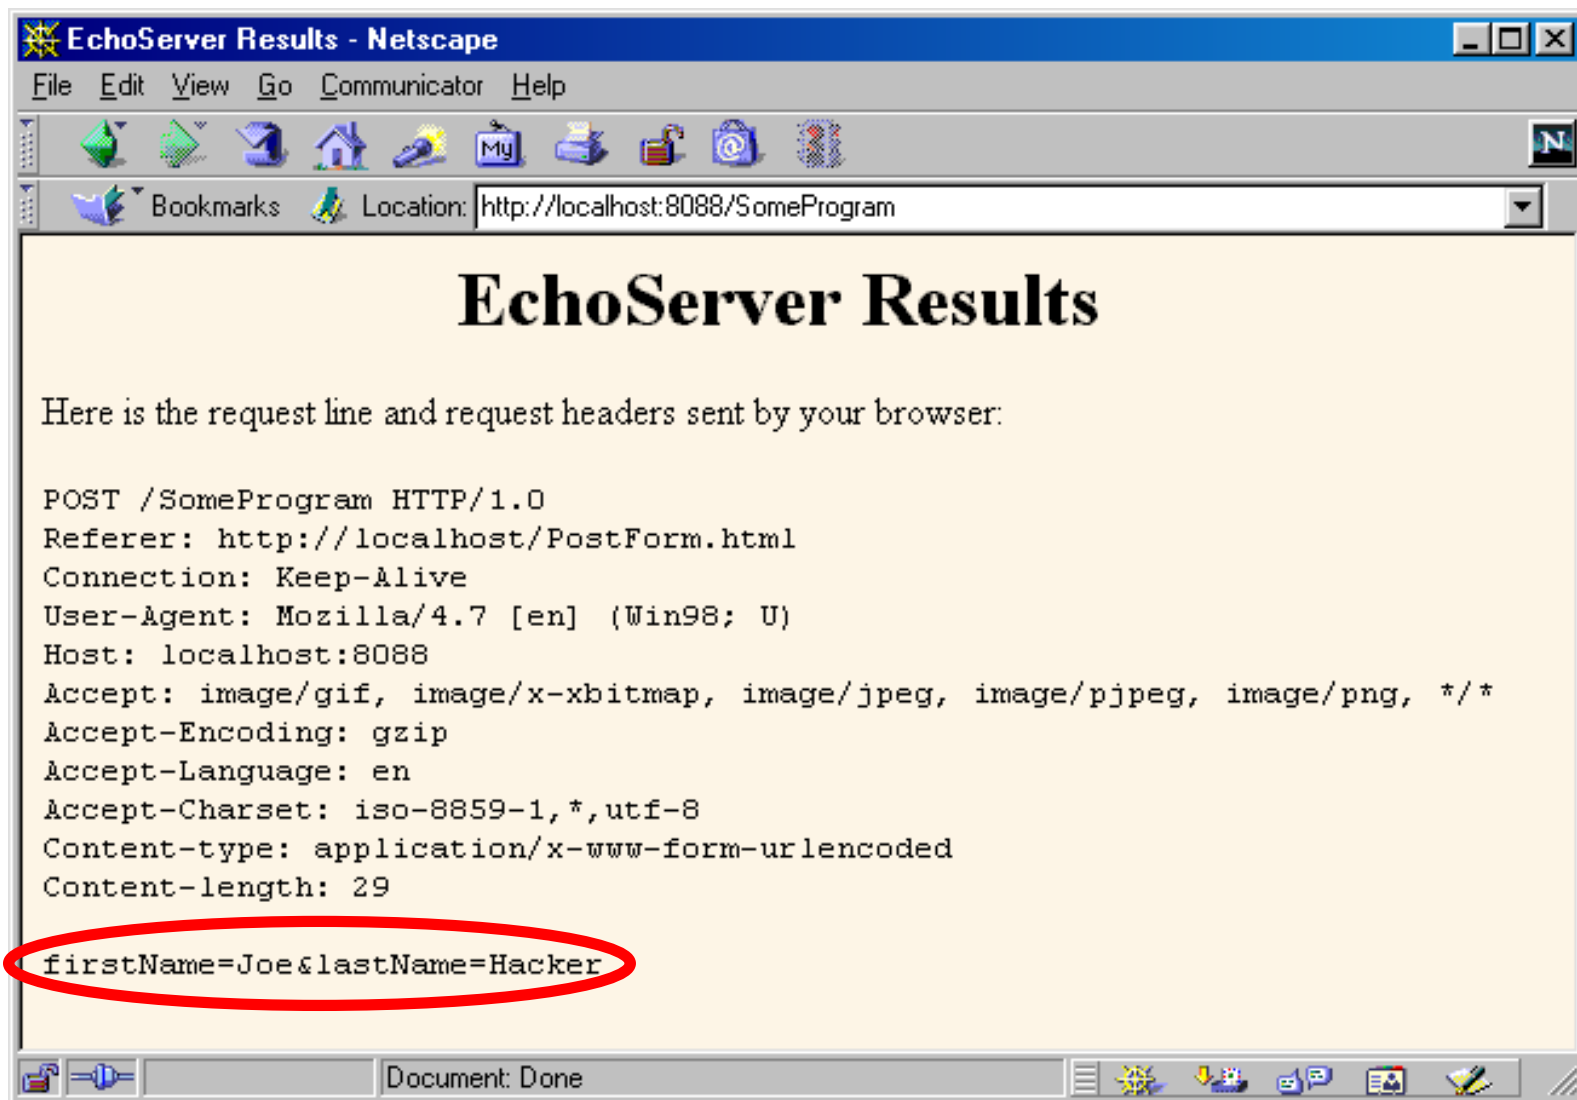 EchoServer Results - Netscape
File Edit View Go Communicator Help
My
N
Bookmarks Location: http://localhost:8088/SomeProgram
EchoServer Results
Here is the request line and request headers sent by your browser:
POST /SomeProgram HTTP/1.0
Referer: http://localhost/PostForm.html
Connection: Keep-Alive
User-Agent: Mozilla/4.7 [en] (Win98; U)
Host: localhost:8088
Accept: image/gif, image/x-xbitmap, image/jpeg, image/pjpeg, image/png, */*
Accept-Encoding: gzip
Accept-Language: en
Accept-Charset: iso-8859-1,*,utf-8
Content-type: application/x-www-form-urlencoded
Content-length: 29
firstName=Joe&lastName=Hacker
Document: Done